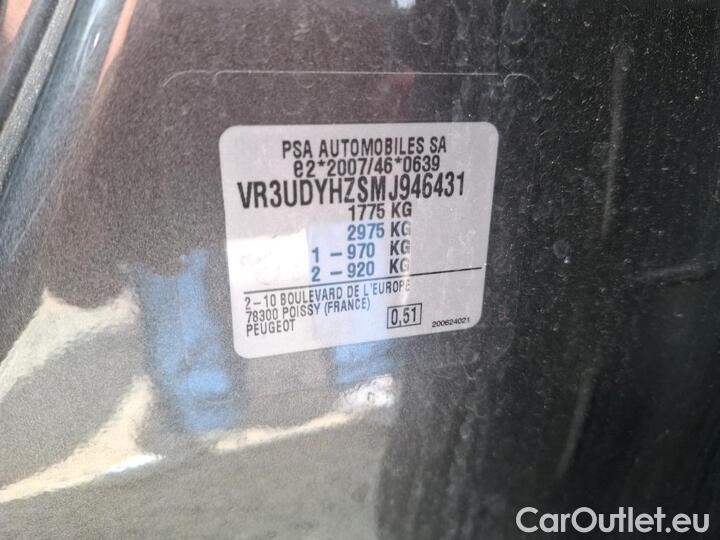 PSA AUTOMOBILES SA
e2*2007/46*0639
VR3UDYHZSMJ946431
1775 KG
2975 KG
1 – 970 KG
2 – 920 KG
2–10 BOULEVARD DE L'EUROPE
78300 POISSY (FRANCE)
PEUGEOT
0,51
200624021
CarOutlet.eu